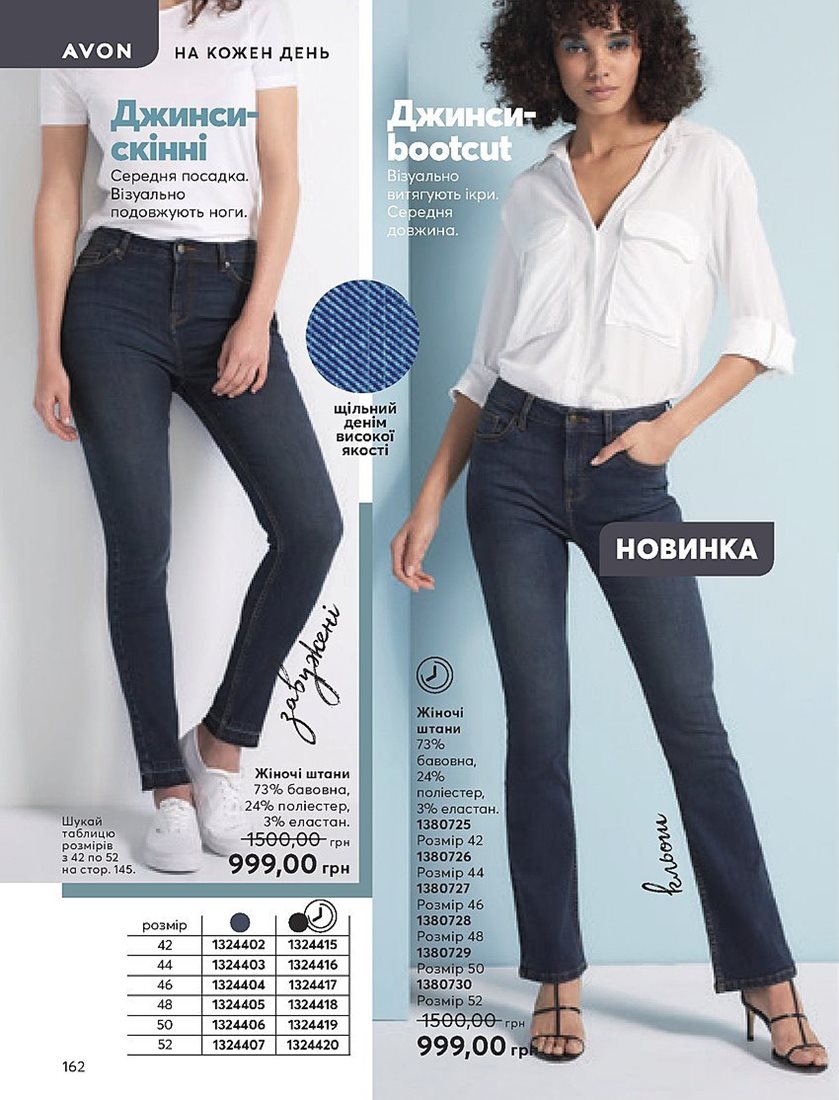 AVON
НА КОЖЕН ДЕНЬ
Джинси-
скінні
Середня посадка.
Візуально
подовжують ноги.
Джинси-
bootcut
Візуально
витягують ікри.
Середня
довжина.
щільний
денім
високої
якості
НОВИНКА
завужені
Жіночі штани
73% бавовна,
24% поліестер,
3% еластан.
1500,00 грн
999,00 грн
Шукай
таблицю
розмірів
з 42 по 52
на стор. 145.
розмір
42 1324402 1324415
44 1324403 1324416
46 1324404 1324417
48 1324405 1324418
50 1324406 1324419
52 1324407 1324420
Жіночі
штани
73%
бавовна,
24%
поліестер,
3% еластан.
1380725
Розмір 42
1380726
Розмір 44
1380727
Розмір 46
1380728
Розмір 48
1380729
Розмір 50
1380730
Розмір 52
1500,00 грн
999,00 грн
кльош
162